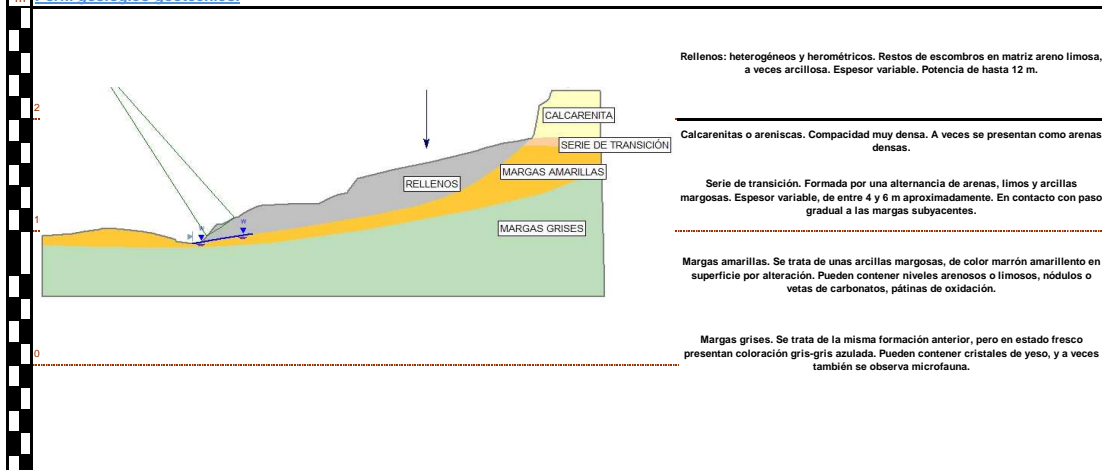 Rellenos: heterogéneos y herométricos. Restos de escombros en matriz areno limosa,
a veces arcillosa. Espesor variable. Potencia de hasta 12 m.
2
CALCARENITA
SERIE DE TRANSICIÓN
MARGAS AMARILLAS
RELLENOS
MARGAS GRISES
W
W
1
0
Calcarenitas o areniscas. Compacidad muy densa. A veces se presentan como arenas
densas.
Serie de transición. Formada por una alternancia de arenas, limos y arcillas
margosas. Espesor variable, de entre 4 y 6 m aproximadamente. En contacto con paso
gradual a las margas subyacentes.
Margas amarillas. Se trata de unas arcillas margosas, de color marrón amarillento en
superficie por alteración. Pueden contener niveles arenosos o limosos, nódulos o
vetas de carbonatos, pátinas de oxidación.
Margas grises. Se trata de la misma formación anterior, pero en estado fresco
presentan coloración gris-gris azulada. Pueden contener cristales de yeso, y a veces
también se observa microfauna.